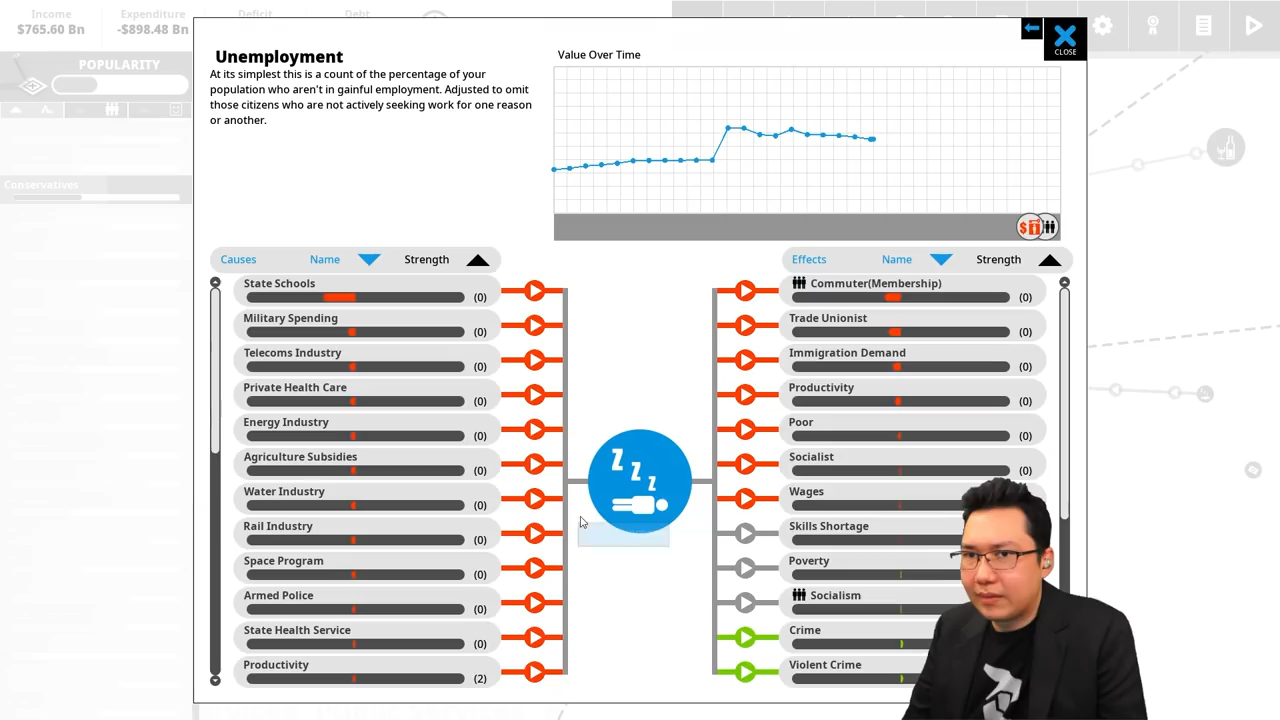 Income
Expenditure
Deficit
Debt
$765.60 Bn
-$898.48 Bn
POPULARITY
Conservatives
Unemployment
At its simplest this is a count of the percentage of your
population who aren't in gainful employment. Adjusted to omit
those citizens who are not actively seeking work for one reason
or another.
Value Over Time
CLOSE
Causes
Name
Strength
State Schools
(0)
Military Spending
(0)
Telecoms Industry
(0)
Private Health Care
(0)
Energy Industry
(0)
Agriculture Subsidies
(0)
Water Industry
(0)
Rail Industry
(0)
Space Program
(0)
Armed Police
(0)
State Health Service
(0)
Productivity
(2)
Z
Z
Z
Effects
Name
Strength
Commuter(Membership)
(0)
Trade Unionist
(0)
Immigration Demand
(0)
Productivity
(0)
Poor
(0)
Socialist
(0)
Wages
Skills Shortage
Poverty
Socialism
Crime
Violent Crime